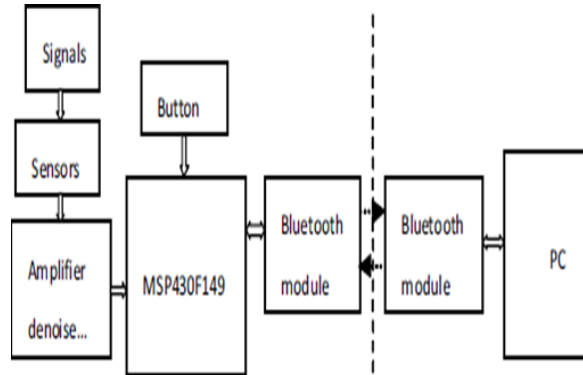 Signals
Sensors
Amplifier
denoise...
Button
MSP430F149
Bluetooth
module
Bluetooth
module
PC